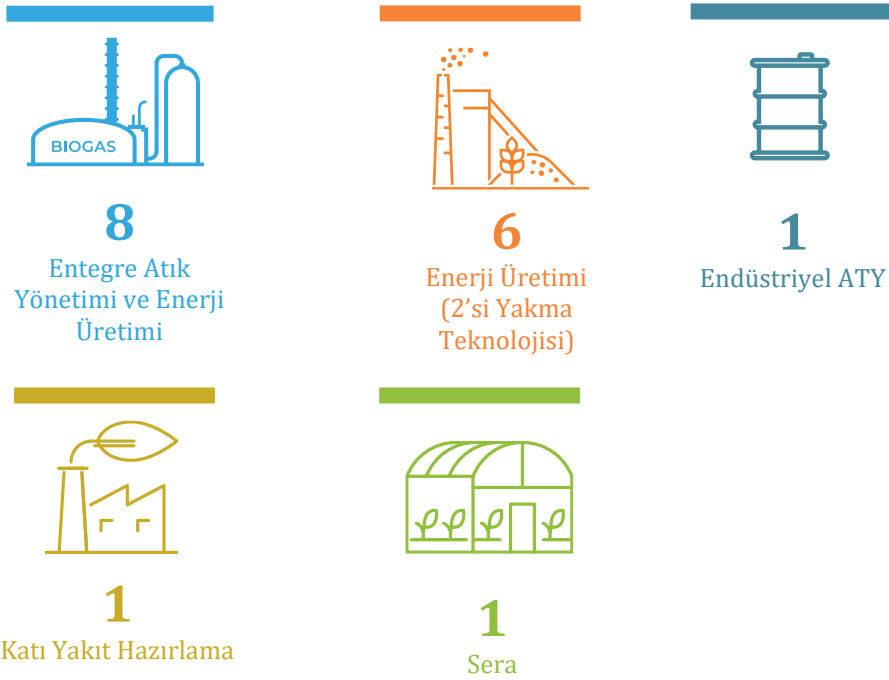 BIOGAS
8
Entegre Atık
Yönetimi ve Enerji
Üretimi
6
Enerji Üretimi
(2’si Yakma
Teknolojisi)
1
Endüstriyel ATY
1
Katı Yakıt Hazırlama
1
Sera